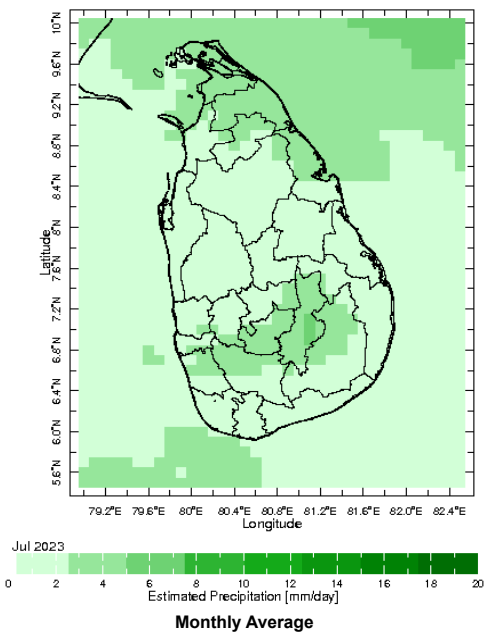 10°N
9.6°N
9.2°N
8.8°N
8.4°N
8°N
7.6°N
7.2°N
6.8°N
6.4°N
6.0°N
5.6°N
Latitude
79.2°E 79.6°E 80°E 80.4°E 80.8°E 81.2°E 81.6°E 82.0°E 82.4°E
Longitude
Jul 2023
0 2 4 6 8 10 12 14 16 18 20
Estimated Precipitation [mm/day]
Monthly Average